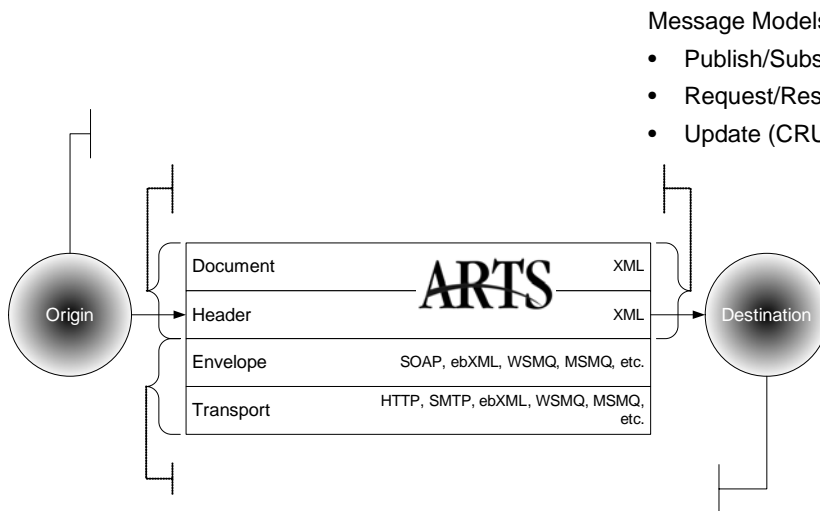 Message Models
• Publish/Subs
• Request/Res
• Update (CRU
Origin
Document
XML
ARTS
Header
XML
Envelope
SOAP, ebXML, WSMQ, MSMQ, etc.
Transport
HTTP, SMTP, ebXML, WSMQ, MSMQ,
etc.
Destination